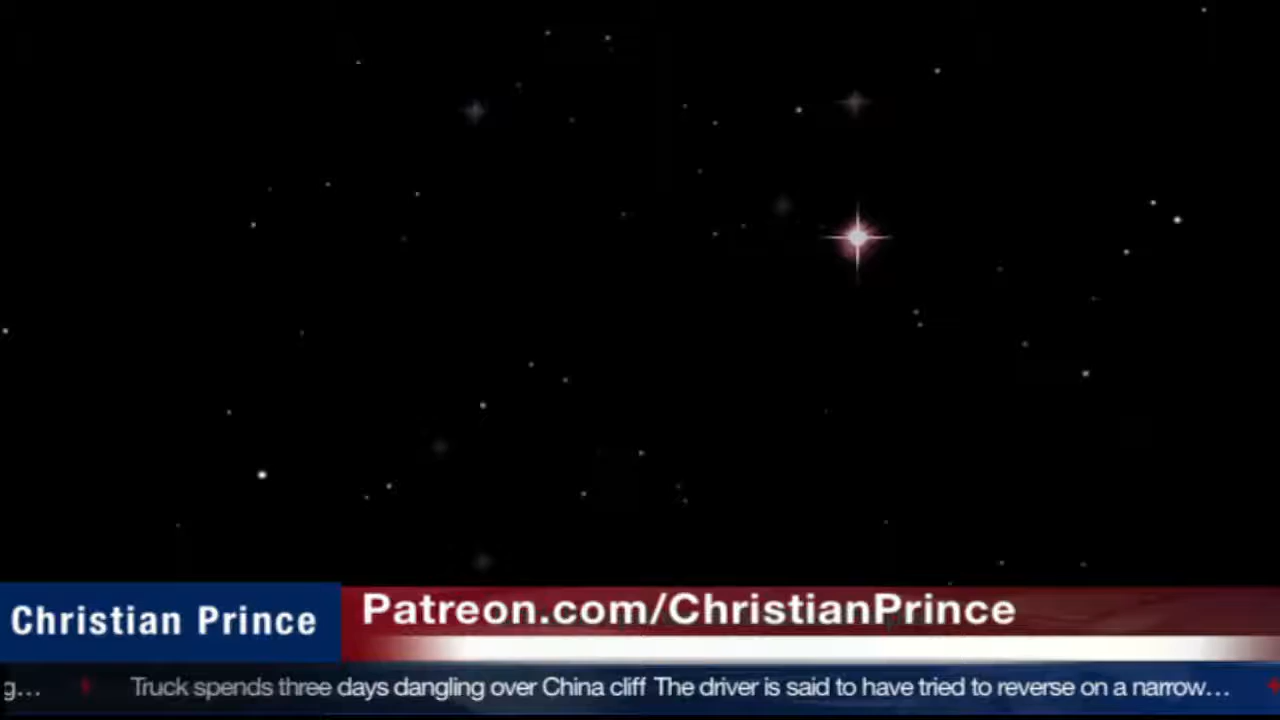 Christian Prince
Patreon.com/ChristianPrince
g... Truck spends three days dangling over China cliff The driver is said to have tried to reverse on a narrow...